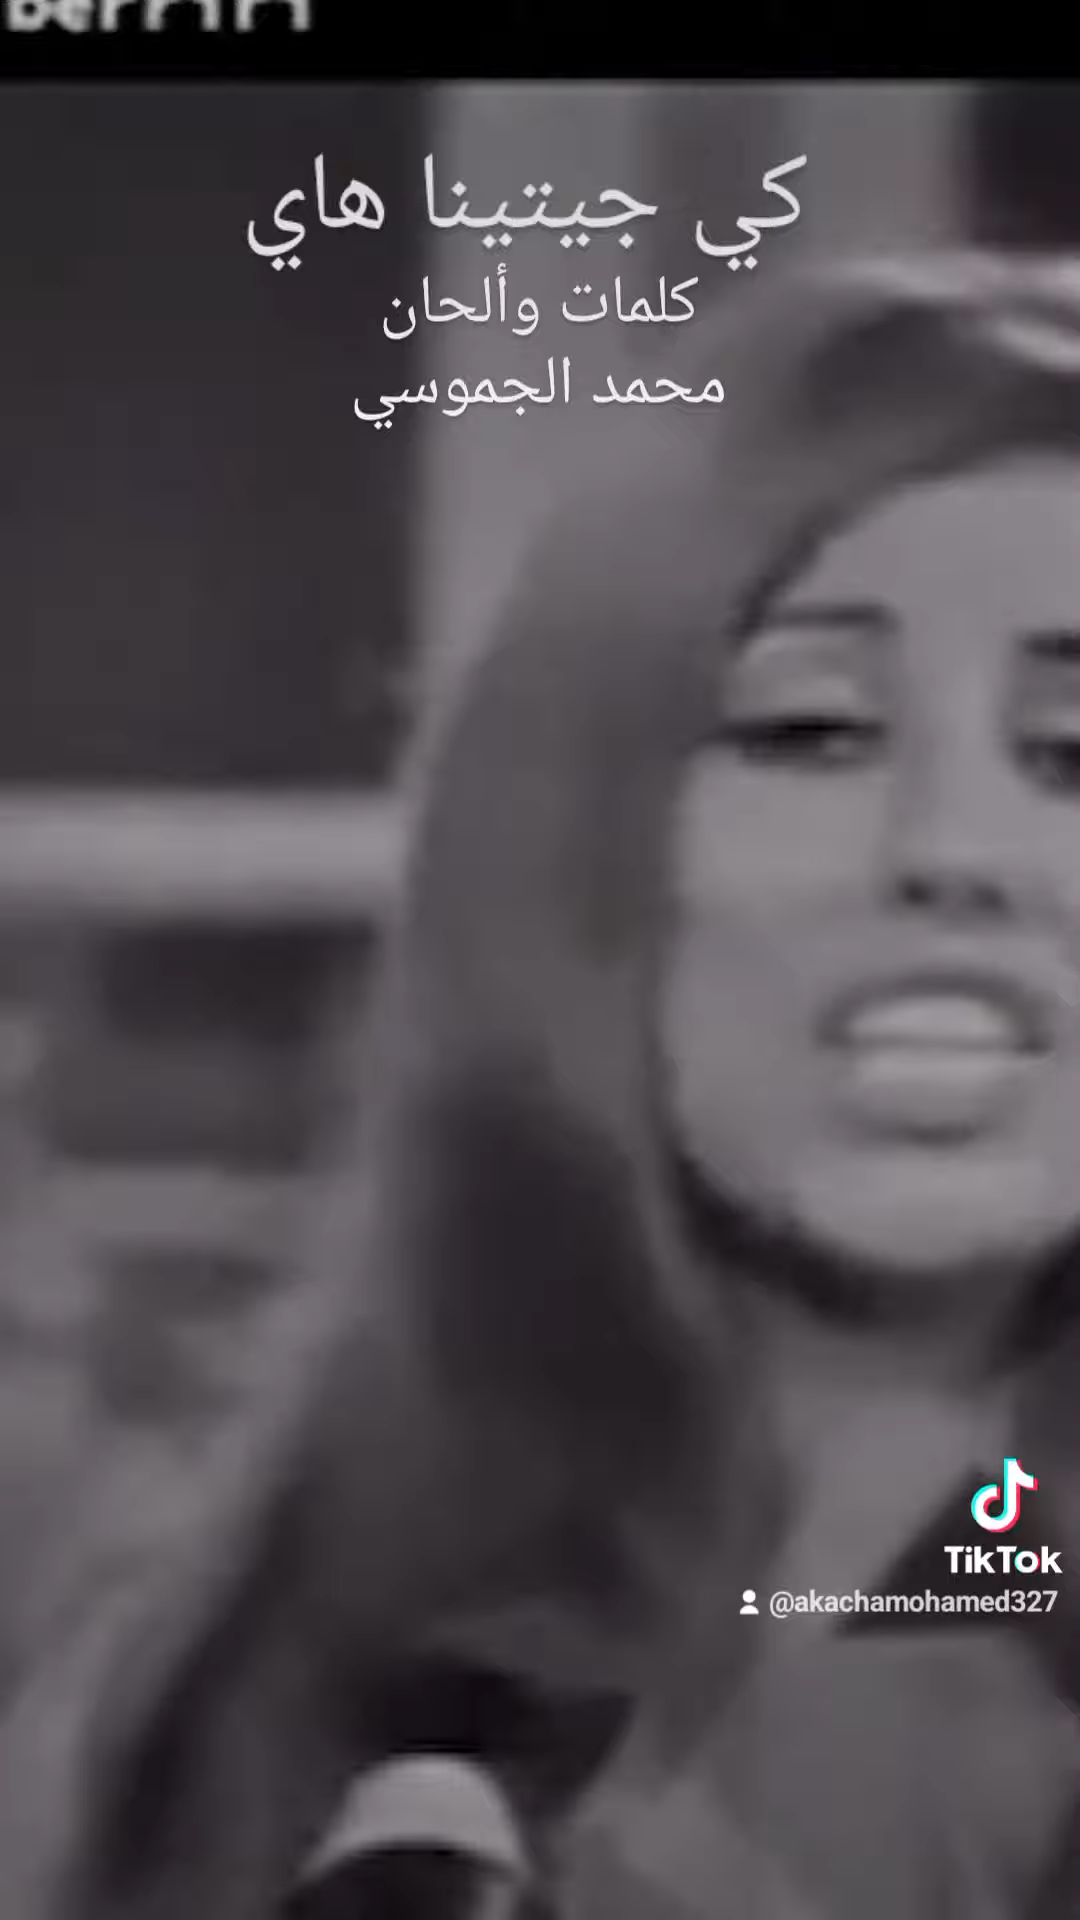 كي جيتينا هاي
كلمات وألحان
محمد الجموسي
TikTok
@akachamohamed327